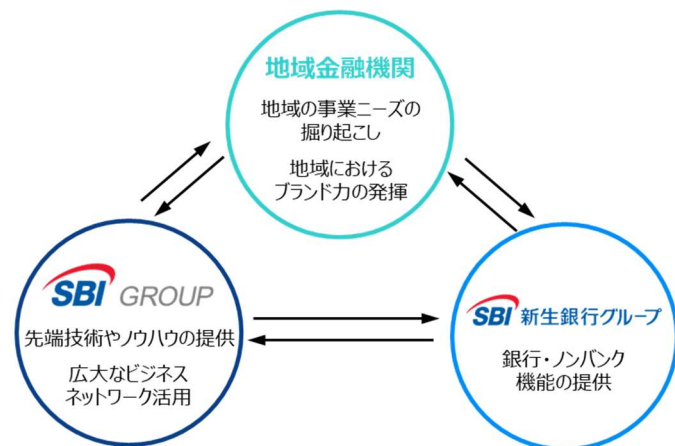 地域金融機関
地域の事業ニーズの
掘り起こし
地域における
ブランド力の発揮
SBI GROUP
先端技術やノウハウの提供
広大なビジネス
ネットワーク活用
SBI 新生銀行グループ
銀行・ノンバンク
機能の提供